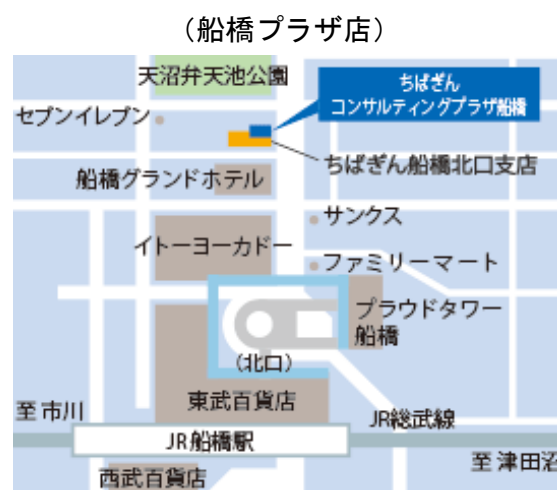 (船橋プラザ店)
天沼弁天池公園
ちばぎん
コンサルティングプラザ船橋
セブンイレブン
ちばぎん船橋北口支店
船橋グランドホテル
サンクス
イトーヨーカドー
ファミリーマート
プラウドタワー
船橋
(北口)
東武百貨店
至市川
JR総武線
JR船橋駅
至津田沼
西武百貨店